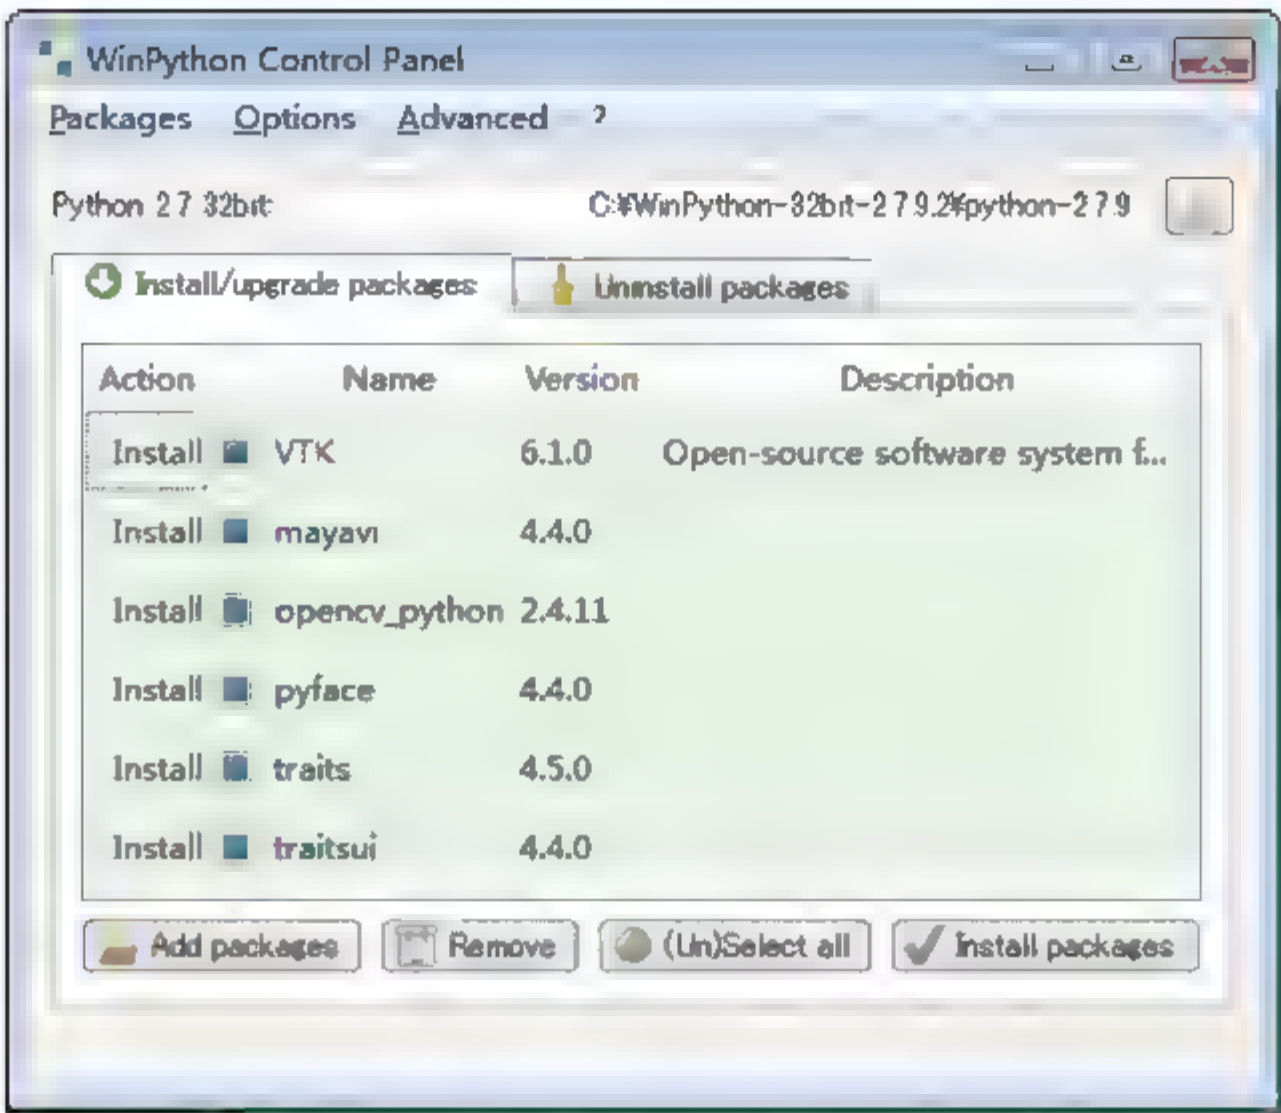 WinPython Control Panel
Packages Options Advanced ?
Python 2.7 32bit: C:¥WinPython-32bit-2.7.9.2¥python-2.7.9
Install/upgrade packages Uninstall packages
Action Name Version Description
Install VTK 6.1.0 Open-source software system f...
Install mayavi 4.4.0
Install opencv_python 2.4.11
Install pyface 4.4.0
Install traits 4.5.0
Install traitsui 4.4.0
Add packages Remove (Un)Select all Install packages